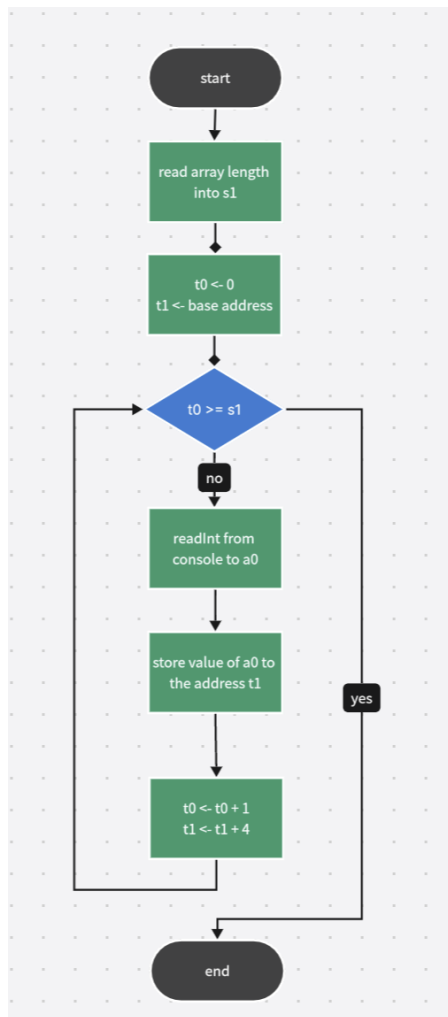 start
read array length
into s1
t0 <- 0
t1 <- base address
t0 >= s1
no
readInt from
console to a0
store value of a0 to
the address t1
yes
t0 <- t0 + 1
t1 <- t1 + 4
end